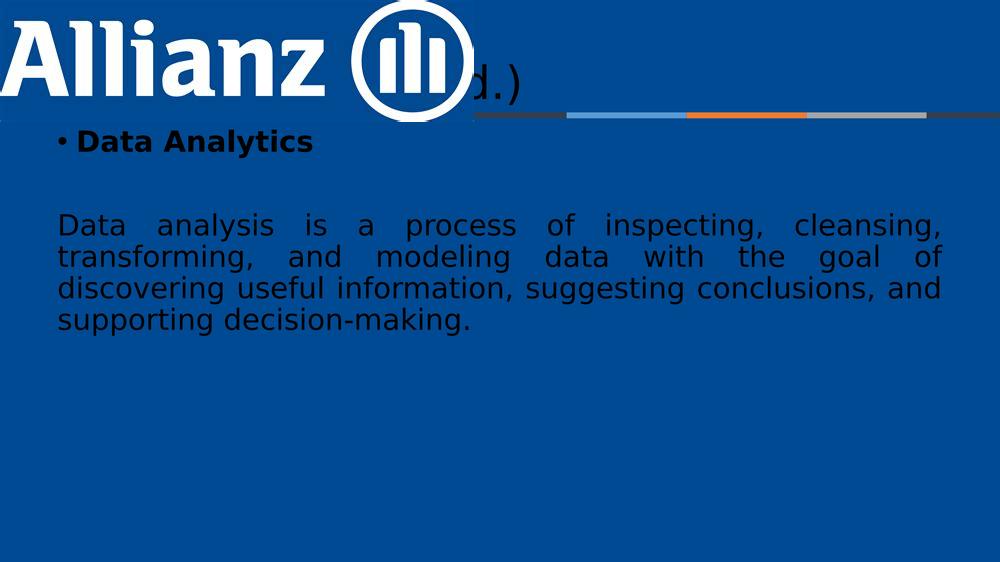 Allianz
d.)
• Data Analytics
Data analysis is a process of inspecting, cleansing,
transforming, and modeling data with the goal of
discovering useful information, suggesting conclusions, and
supporting decision-making.